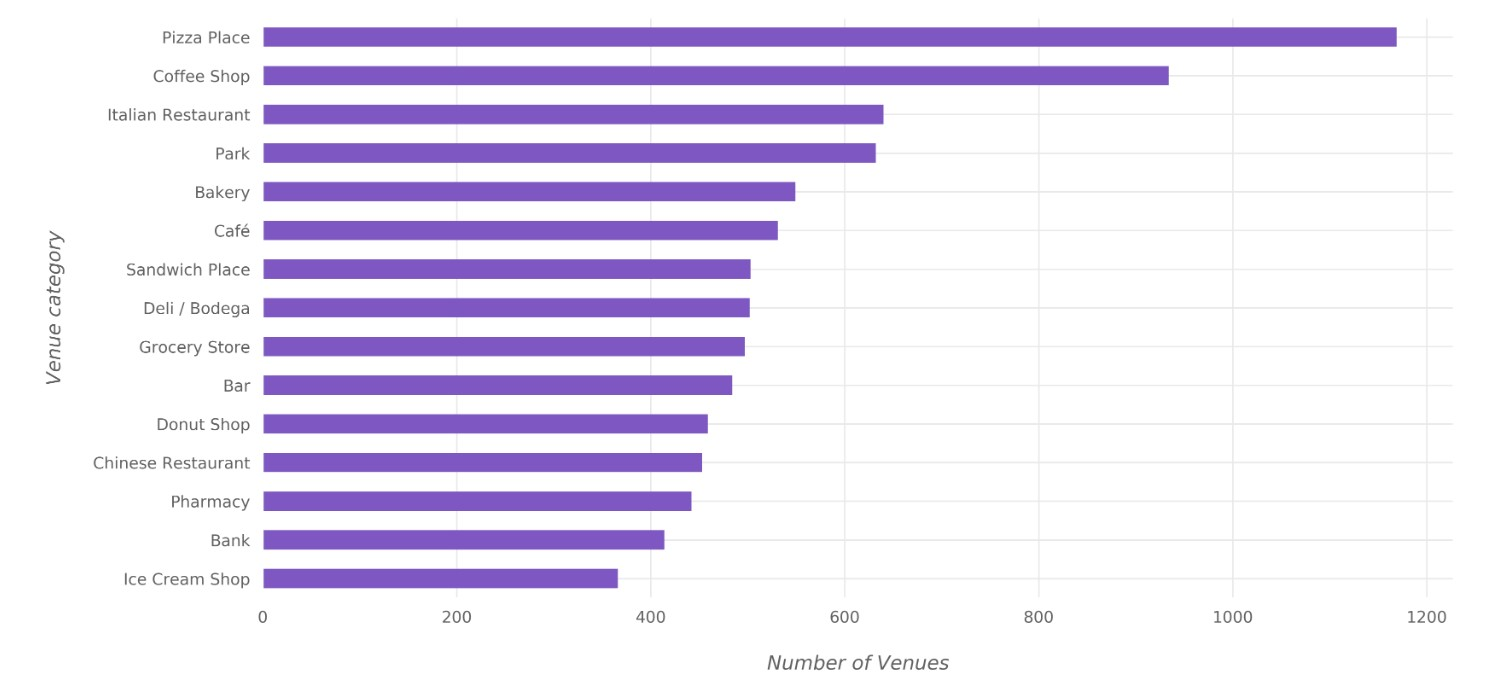 Pizza Place
Coffee Shop
Italian Restaurant
Park
Bakery
Café
Sandwich Place
Deli / Bodega
Grocery Store
Bar
Donut Shop
Chinese Restaurant
Pharmacy
Bank
Ice Cream Shop
Venue category
0 200 400 600 800 1000 1200
Number of Venues